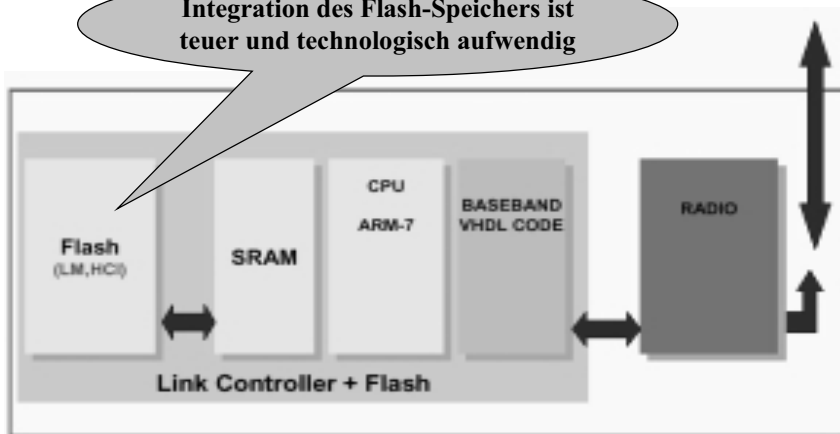 Integration des Flash-Speichers ist
teuer und technologisch aufwendig
Flash
(LM,HCI)
SRAM
CPU
ARM-7
BASEBAND
VHDL CODE
RADIO
Link Controller + Flash